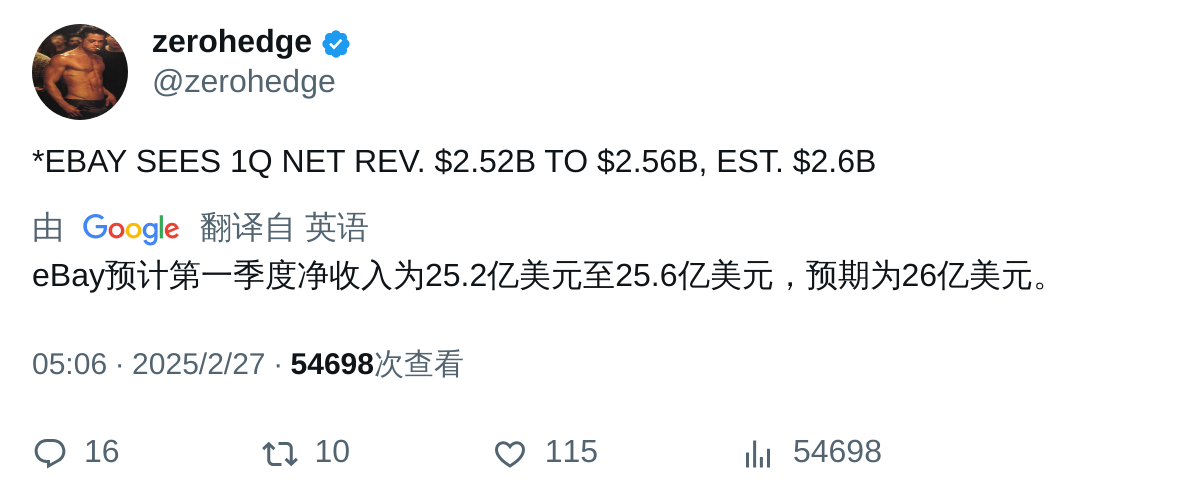 zerohedge
@zerohedge
*EBAY SEES 1Q NET REV. $2.52B TO $2.56B, EST. $2.6B
由 Google 翻译自 英语
eBay预计第一季度净收入为25.2亿美元至25.6亿美元，预期为26亿美元。
05:06 · 2025/2/27 · 54698次查看
16 10 115 54698